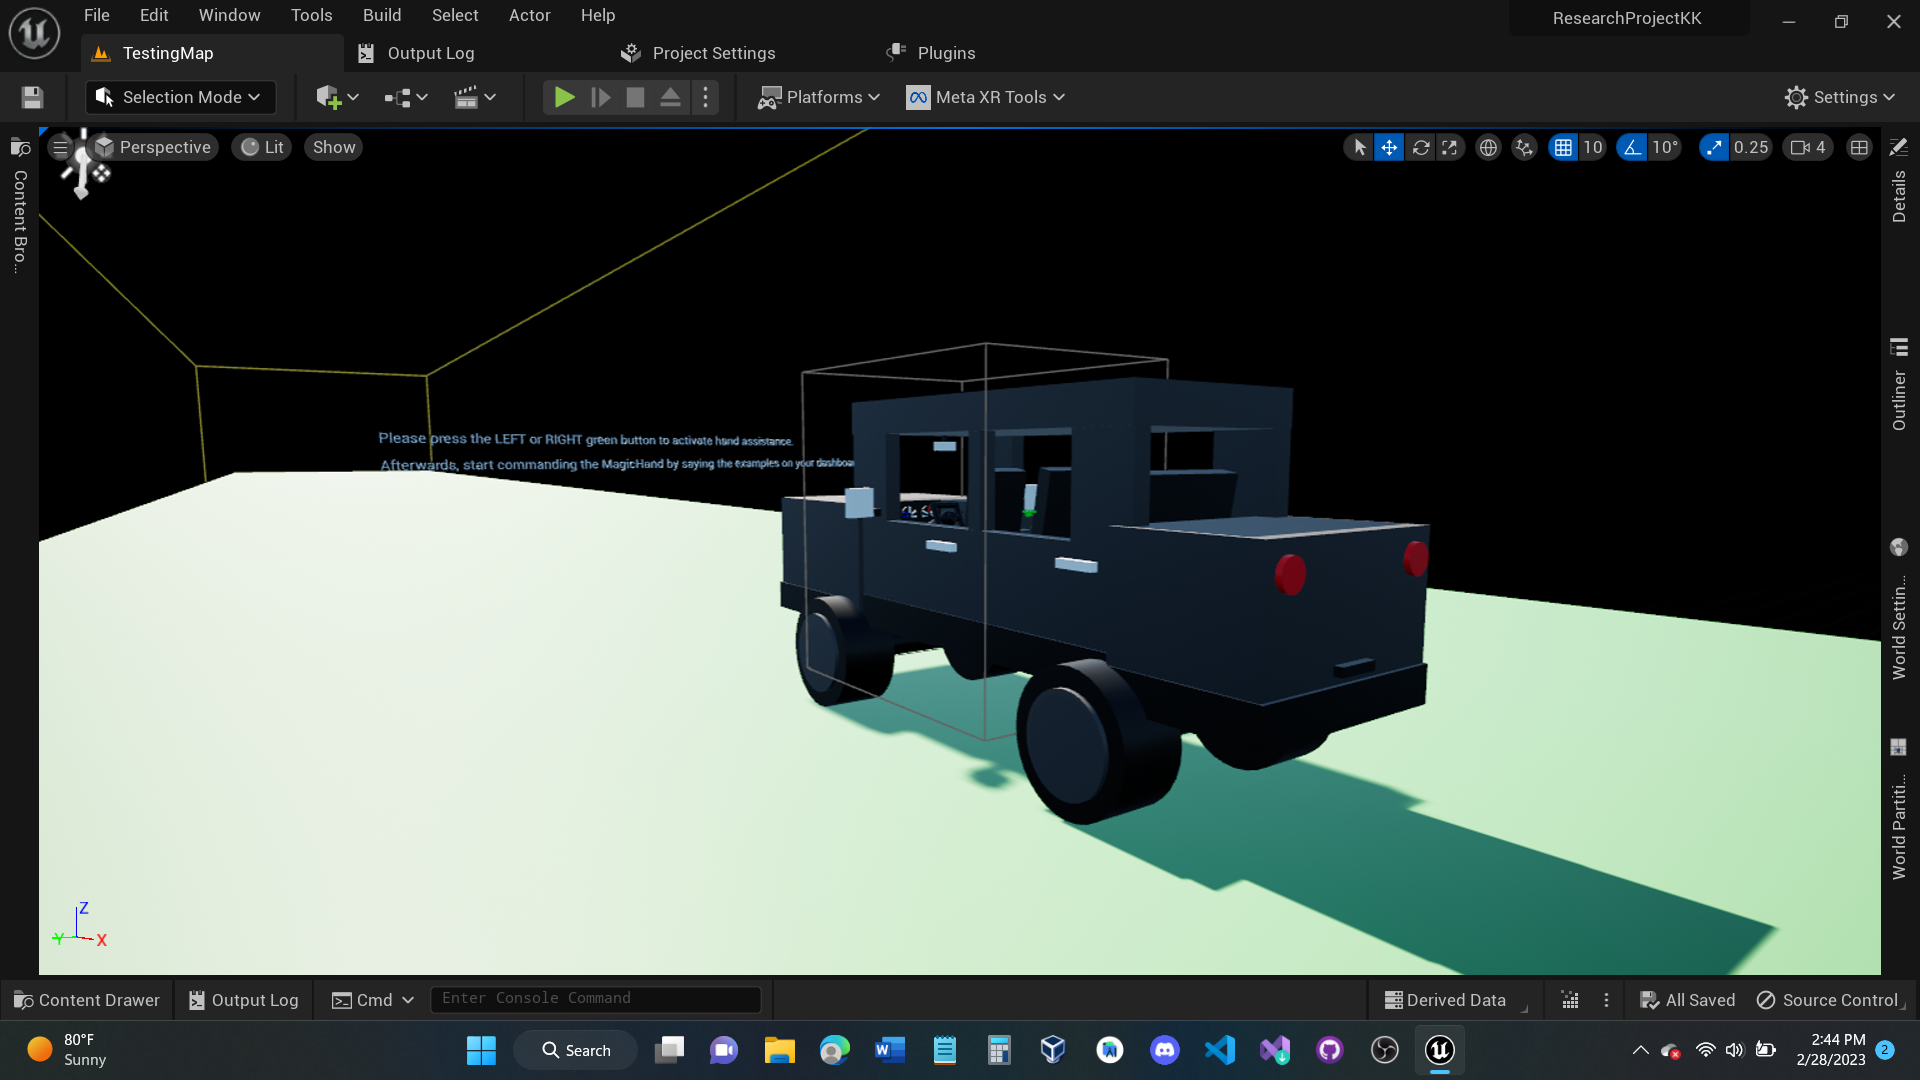 File Edit Window Tools Build Select Actor Help
ResearchProjectKK
TestingMap
Output Log
Project Settings
Plugins
Selection Mode
Platforms
Meta XR Tools
Settings
Perspective
Lit
Show
10
10°
0.25
4
Content Bro...
Details
Outliner
World Settin...
World Partiti...
Please press the LEFT or RIGHT green button to activate hand assistance.
Afterwards, start commanding the MagicHand by saying the examples on your dashboa
Z
Y
X
Content Drawer
Output Log
Cmd
Enter Console Command
Derived Data
All Saved
Source Control
80°F
Sunny
Search
2:44 PM
2/28/2023
2